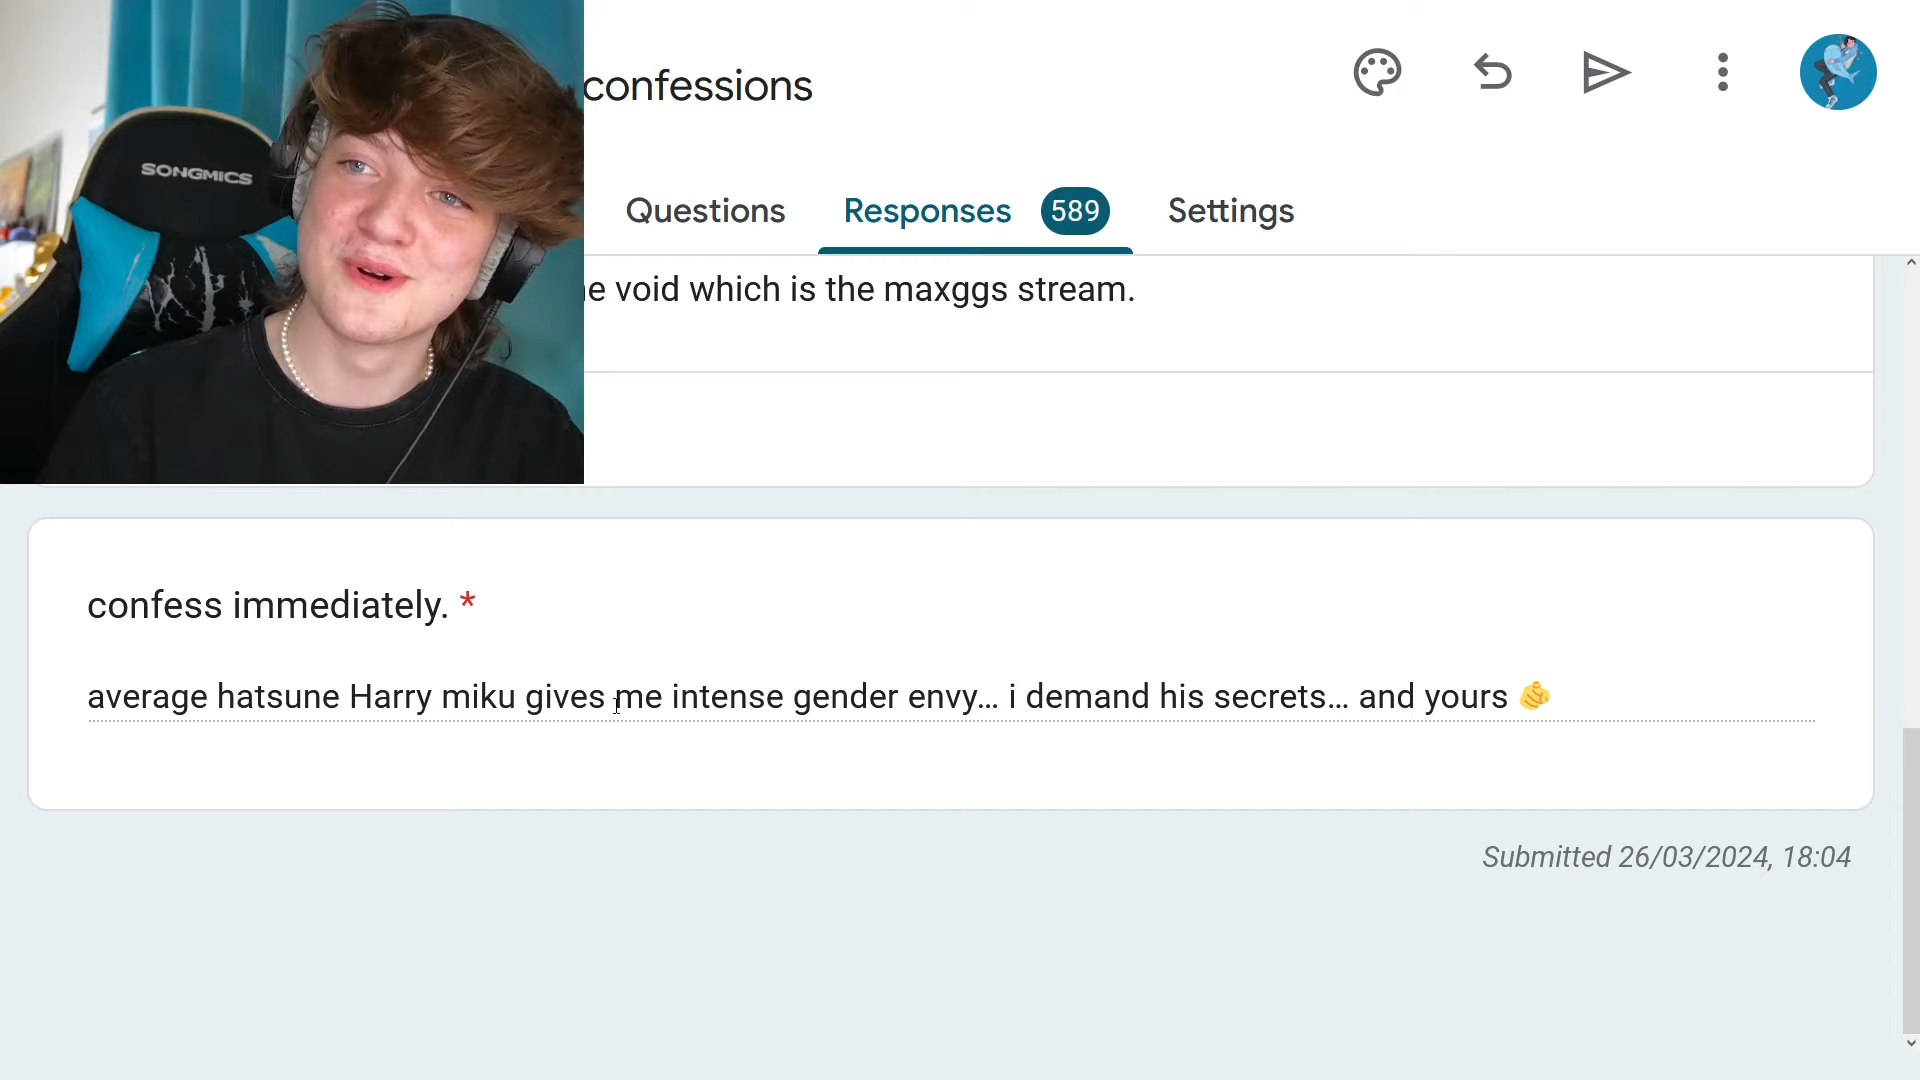 SONGMICS
confessions
Questions Responses 589 Settings
void which is the maxggs stream.
confess immediately. *
average hatsune Harry miku gives me intense gender envy... i demand his secrets... and yours 🫵
Submitted 26/03/2024, 18:04